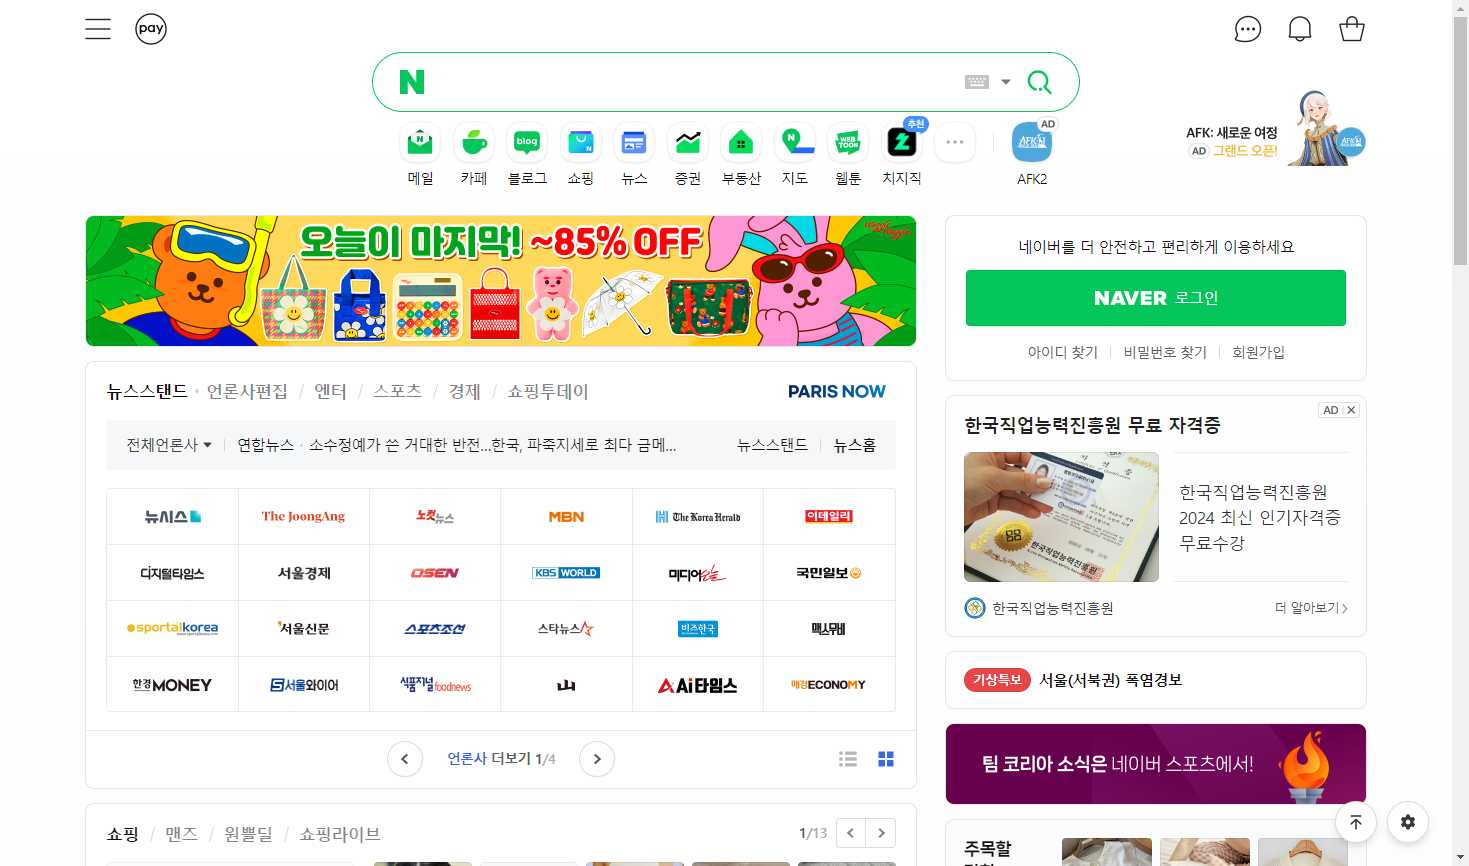 pay
N
메일
카페
blog
블로그
N
쇼핑
뉴스
증권
부동산
N
지도
WEB TOON
웹툰
추천
치지직
AD
AFK2
AFK: 새로운 여정
AD 그랜드 오픈!
오늘이 마지막! ~85% OFF
네이버를 더 안전하고 편리하게 이용하세요
NAVER 로그인
아이디 찾기 | 비밀번호 찾기 | 회원가입
뉴스스탠드 · 언론사편집 / 엔터 / 스포츠 / 경제 / 쇼핑투데이
PARIS NOW
전체언론사 연합뉴스 · 소수정예가 쓴 거대한 반전...한국, 파죽지세로 최다 금메...
뉴스스탠드 | 뉴스홈
뉴시스 The JoongAng 노컷뉴스 MBN The Korea Herald 이데일리
디지털타임스 서울경제 OSEN KBS WORLD 미디어오늘 국민일보
sportalkorea 서울신문 스포츠조선 스타뉴스 비즈한국 맥스무비
한경MONEY 서울와이어 식품저널 foodnews Ai타임스 매경ECONOMY
언론사 더보기 1/4
AD X
한국직업능력진흥원 무료 자격증
한국직업능력진흥원
한국직업능력진흥원
2024 최신 인기자격증
무료수강
한국직업능력진흥원
더 알아보기
기상특보 서울(서북권) 폭염경보
팀 코리아 소식은 네이버 스포츠에서!
쇼핑 / 맨즈 / 원쁠딜 / 쇼핑라이브
1/13
주목할